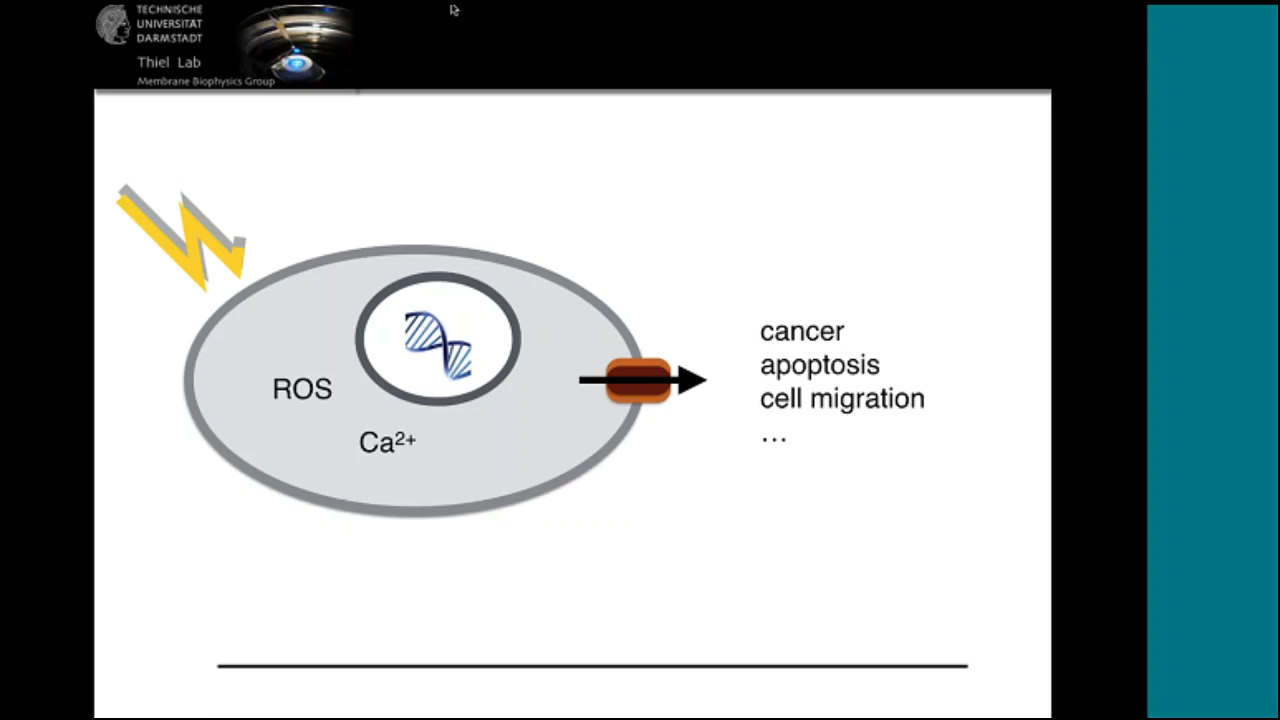 TECHNISCHE
UNIVERSITÄT
DARMSTADT
Thiel Lab
Membrane Biophysics Group
ROS
Ca²⁺
cancer
apoptosis
cell migration
...